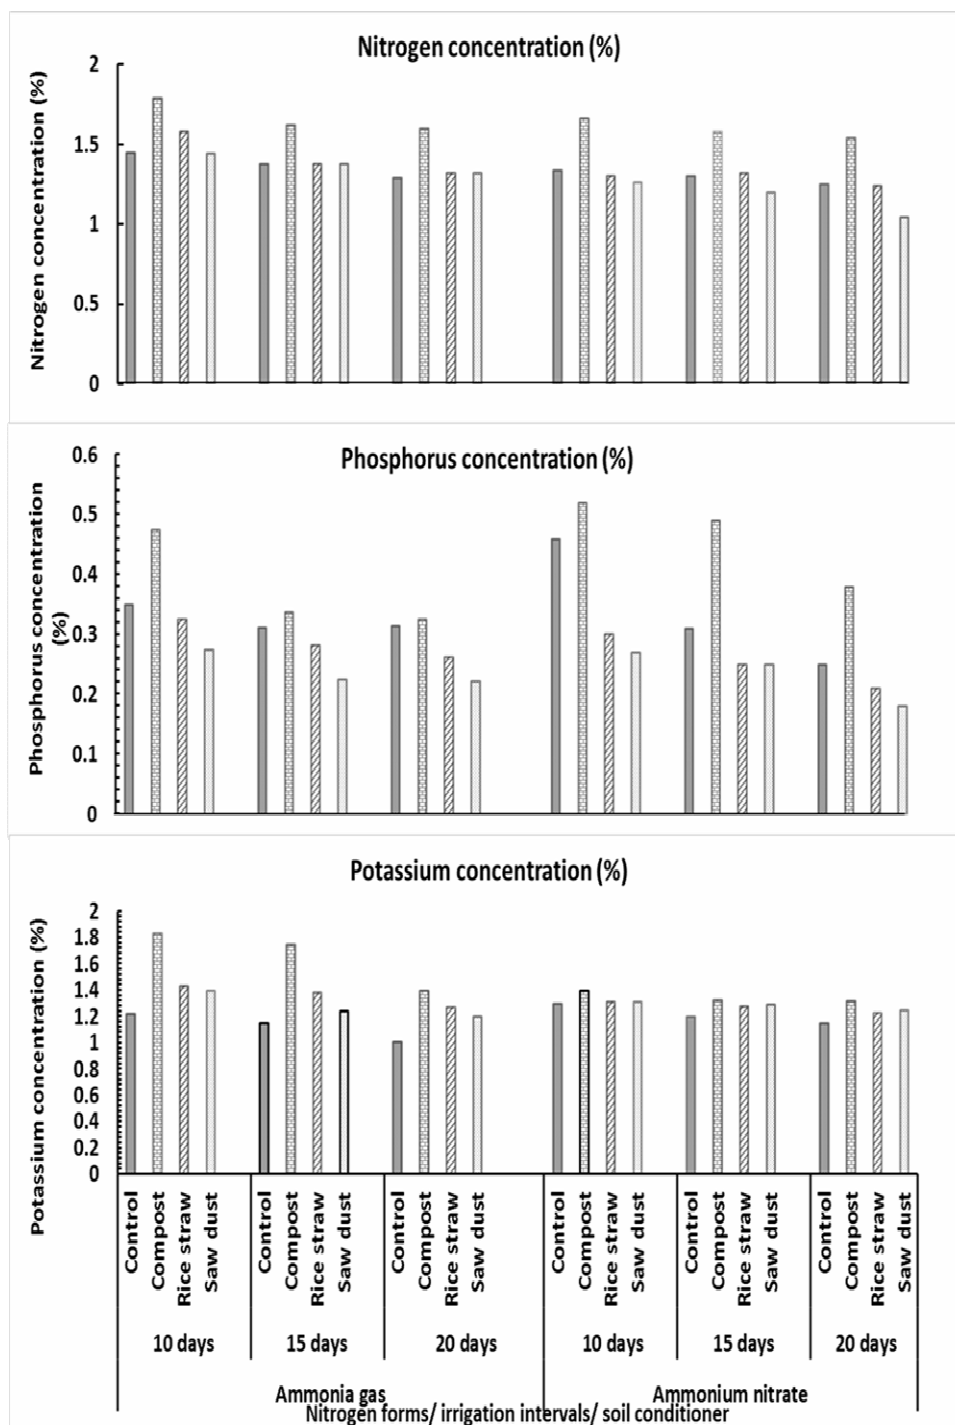 Nitrogen concentration (%)
Nitrogen concentration (%)
2
1.5
1
0.5
0
Phosphorus concentration (%)
Phosphorus concentration
(%)
0.6
0.5
0.4
0.3
0.2
0.1
0
Potassium concentration (%)
Potassium concentration (%)
2
1.8
1.6
1.4
1.2
1
0.8
0.6
0.4
0.2
0
Control
Compost
Rice straw
Saw dust
Control
Compost
Rice straw
Saw dust
Control
Compost
Rice straw
Saw dust
Control
Compost
Rice straw
Saw dust
Control
Compost
Rice straw
Saw dust
Control
Compost
Rice straw
Saw dust
10 days 15 days 20 days 10 days 15 days 20 days
Ammonia gas Ammonium nitrate
Nitrogen forms/ irrigation intervals/ soil conditioner